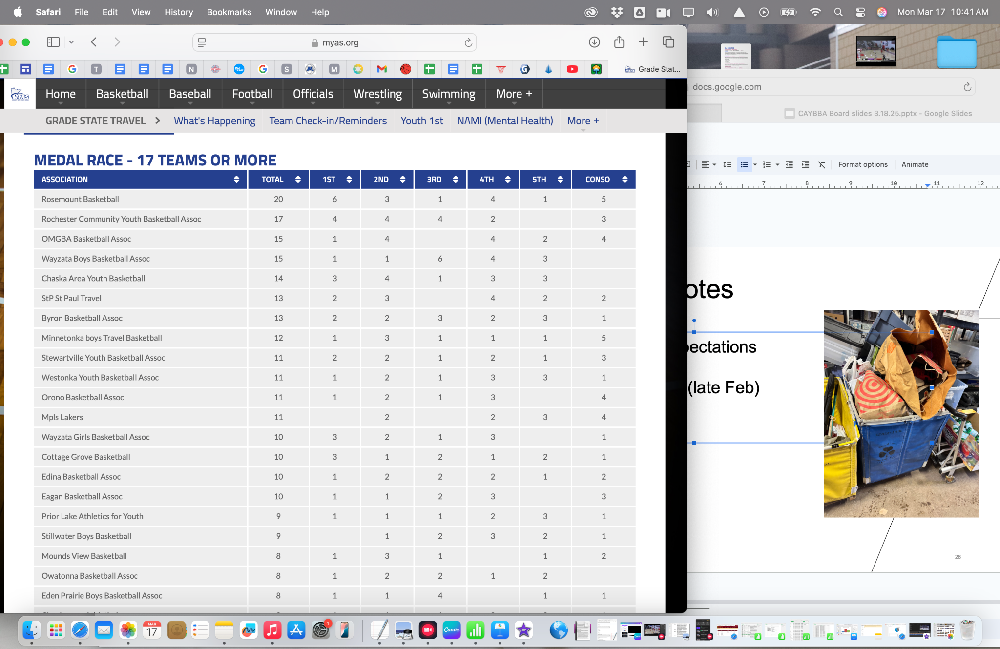 Safari File Edit View History Bookmarks Window Help Mon Mar 17 10:41 AM
myas.org
Grade Stat...
MYAS Home Basketball Baseball Football Officials Wrestling Swimming More +
GRADE STATE TRAVEL > What's Happening Team Check-in/Reminders Youth 1st NAMI (Mental Health) More +
MEDAL RACE - 17 TEAMS OR MORE
ASSOCIATION TOTAL 1ST 2ND 3RD 4TH 5TH CONSO
Rosemount Basketball 20 6 3 1 4 1 5
Rochester Community Youth Basketball Assoc 17 4 4 4 2 3
OMGBA Basketball Assoc 15 1 4 4 2 4
Wayzata Boys Basketball Assoc 15 1 1 6 4 3
Chaska Area Youth Basketball 14 3 4 1 3 3
StP St Paul Travel 13 2 3 4 2 2
Byron Basketball Assoc 13 2 2 3 2 3 1
Minnetonka boys Travel Basketball 12 1 3 1 1 1 5
Stewartville Youth Basketball Assoc 11 2 2 1 2 1 3
Westonka Youth Basketball Assoc 11 1 2 1 3 3 1
Orono Basketball Assoc 11 1 2 1 3 4
Mpls Lakers 11 2 2 3 4
Wayzata Girls Basketball Assoc 10 3 2 1 3 1
Cottage Grove Basketball 10 3 1 2 1 2 1
Edina Basketball Assoc 10 1 2 2 2 1 2
Eagan Basketball Assoc 10 1 1 2 3 3
Prior Lake Athletics for Youth 9 1 1 1 2 3 1
Stillwater Boys Basketball 9 1 2 3 2 1
Mounds View Basketball 8 1 3 1 1 2
Owatonna Basketball Assoc 8 1 2 2 1 2
Eden Prairie Boys Basketball Assoc 8 1 1 4 1 1
docs.google.com
CAYBBA Board slides 3.18.25.pptx - Google Slides
Format options Animate
6 7 8 9 10 11 12
otes
pectations
(late Feb)
26
MAR
17
1
Canva